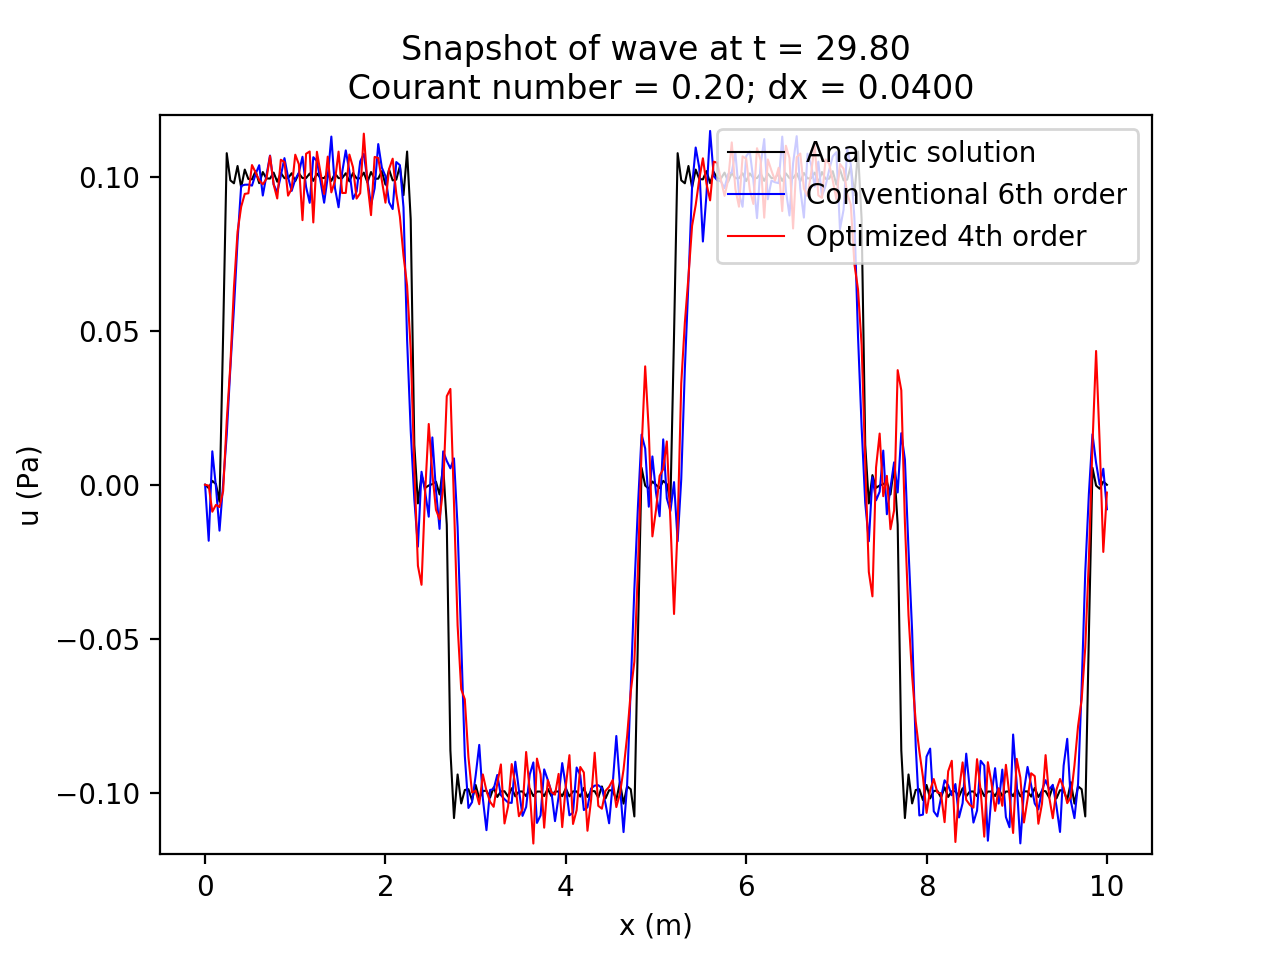 Snapshot of wave at t = 29.80
Courant number = 0.20; dx = 0.0400
Analytic solution
Conventional 6th order
Optimized 4th order
0.10
0.05
0.00
−0.05
−0.10
u (Pa)
0 2 4 6 8 10
x (m)